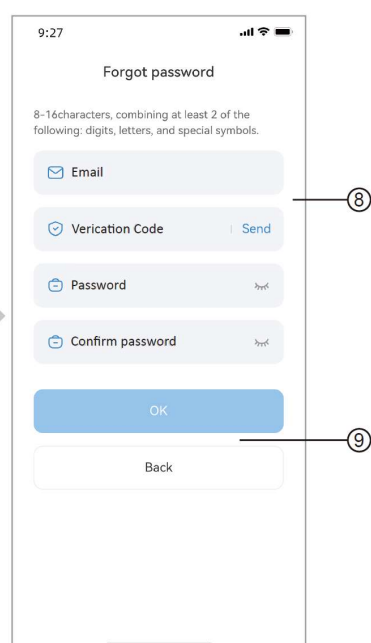 9:27
Forgot password
8-16characters, combining at least 2 of the
following: digits, letters, and special symbols.
Email
⑧
Verication Code Send
Password
Confirm password
OK
⑨
Back